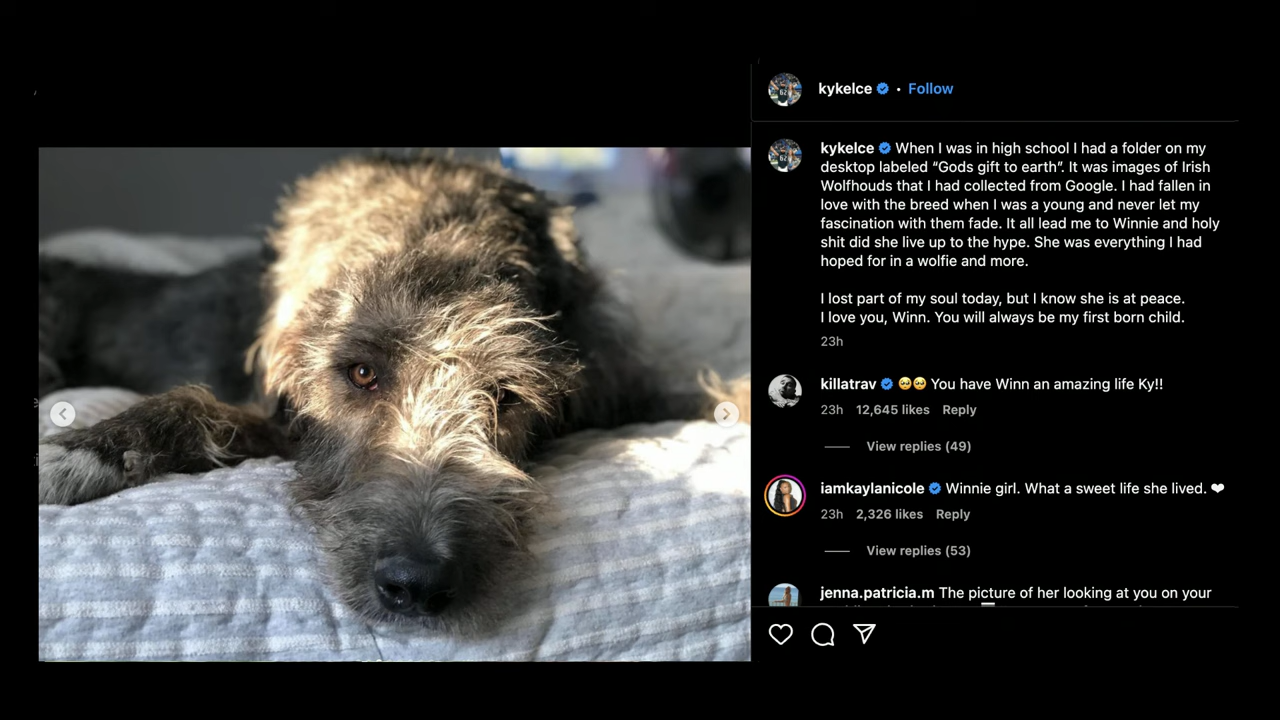 kykelce • Follow
kykelce When I was in high school I had a folder on my
desktop labeled “Gods gift to earth”. It was images of Irish
Wolfhouds that I had collected from Google. I had fallen in
love with the breed when I was a young and never let my
fascination with them fade. It all lead me to Winnie and holy
shit did she live up to the hype. She was everything I had
hoped for in a wolfie and more.
I lost part of my soul today, but I know she is at peace.
I love you, Winn. You will always be my first born child.
23h
killatrav 🥺🥺 You have Winn an amazing life Ky!!
23h 12,645 likes Reply
View replies (49)
iamkaylanicole Winnie girl. What a sweet life she lived. ❤
23h 2,326 likes Reply
View replies (53)
jenna.patricia.m The picture of her looking at you on your